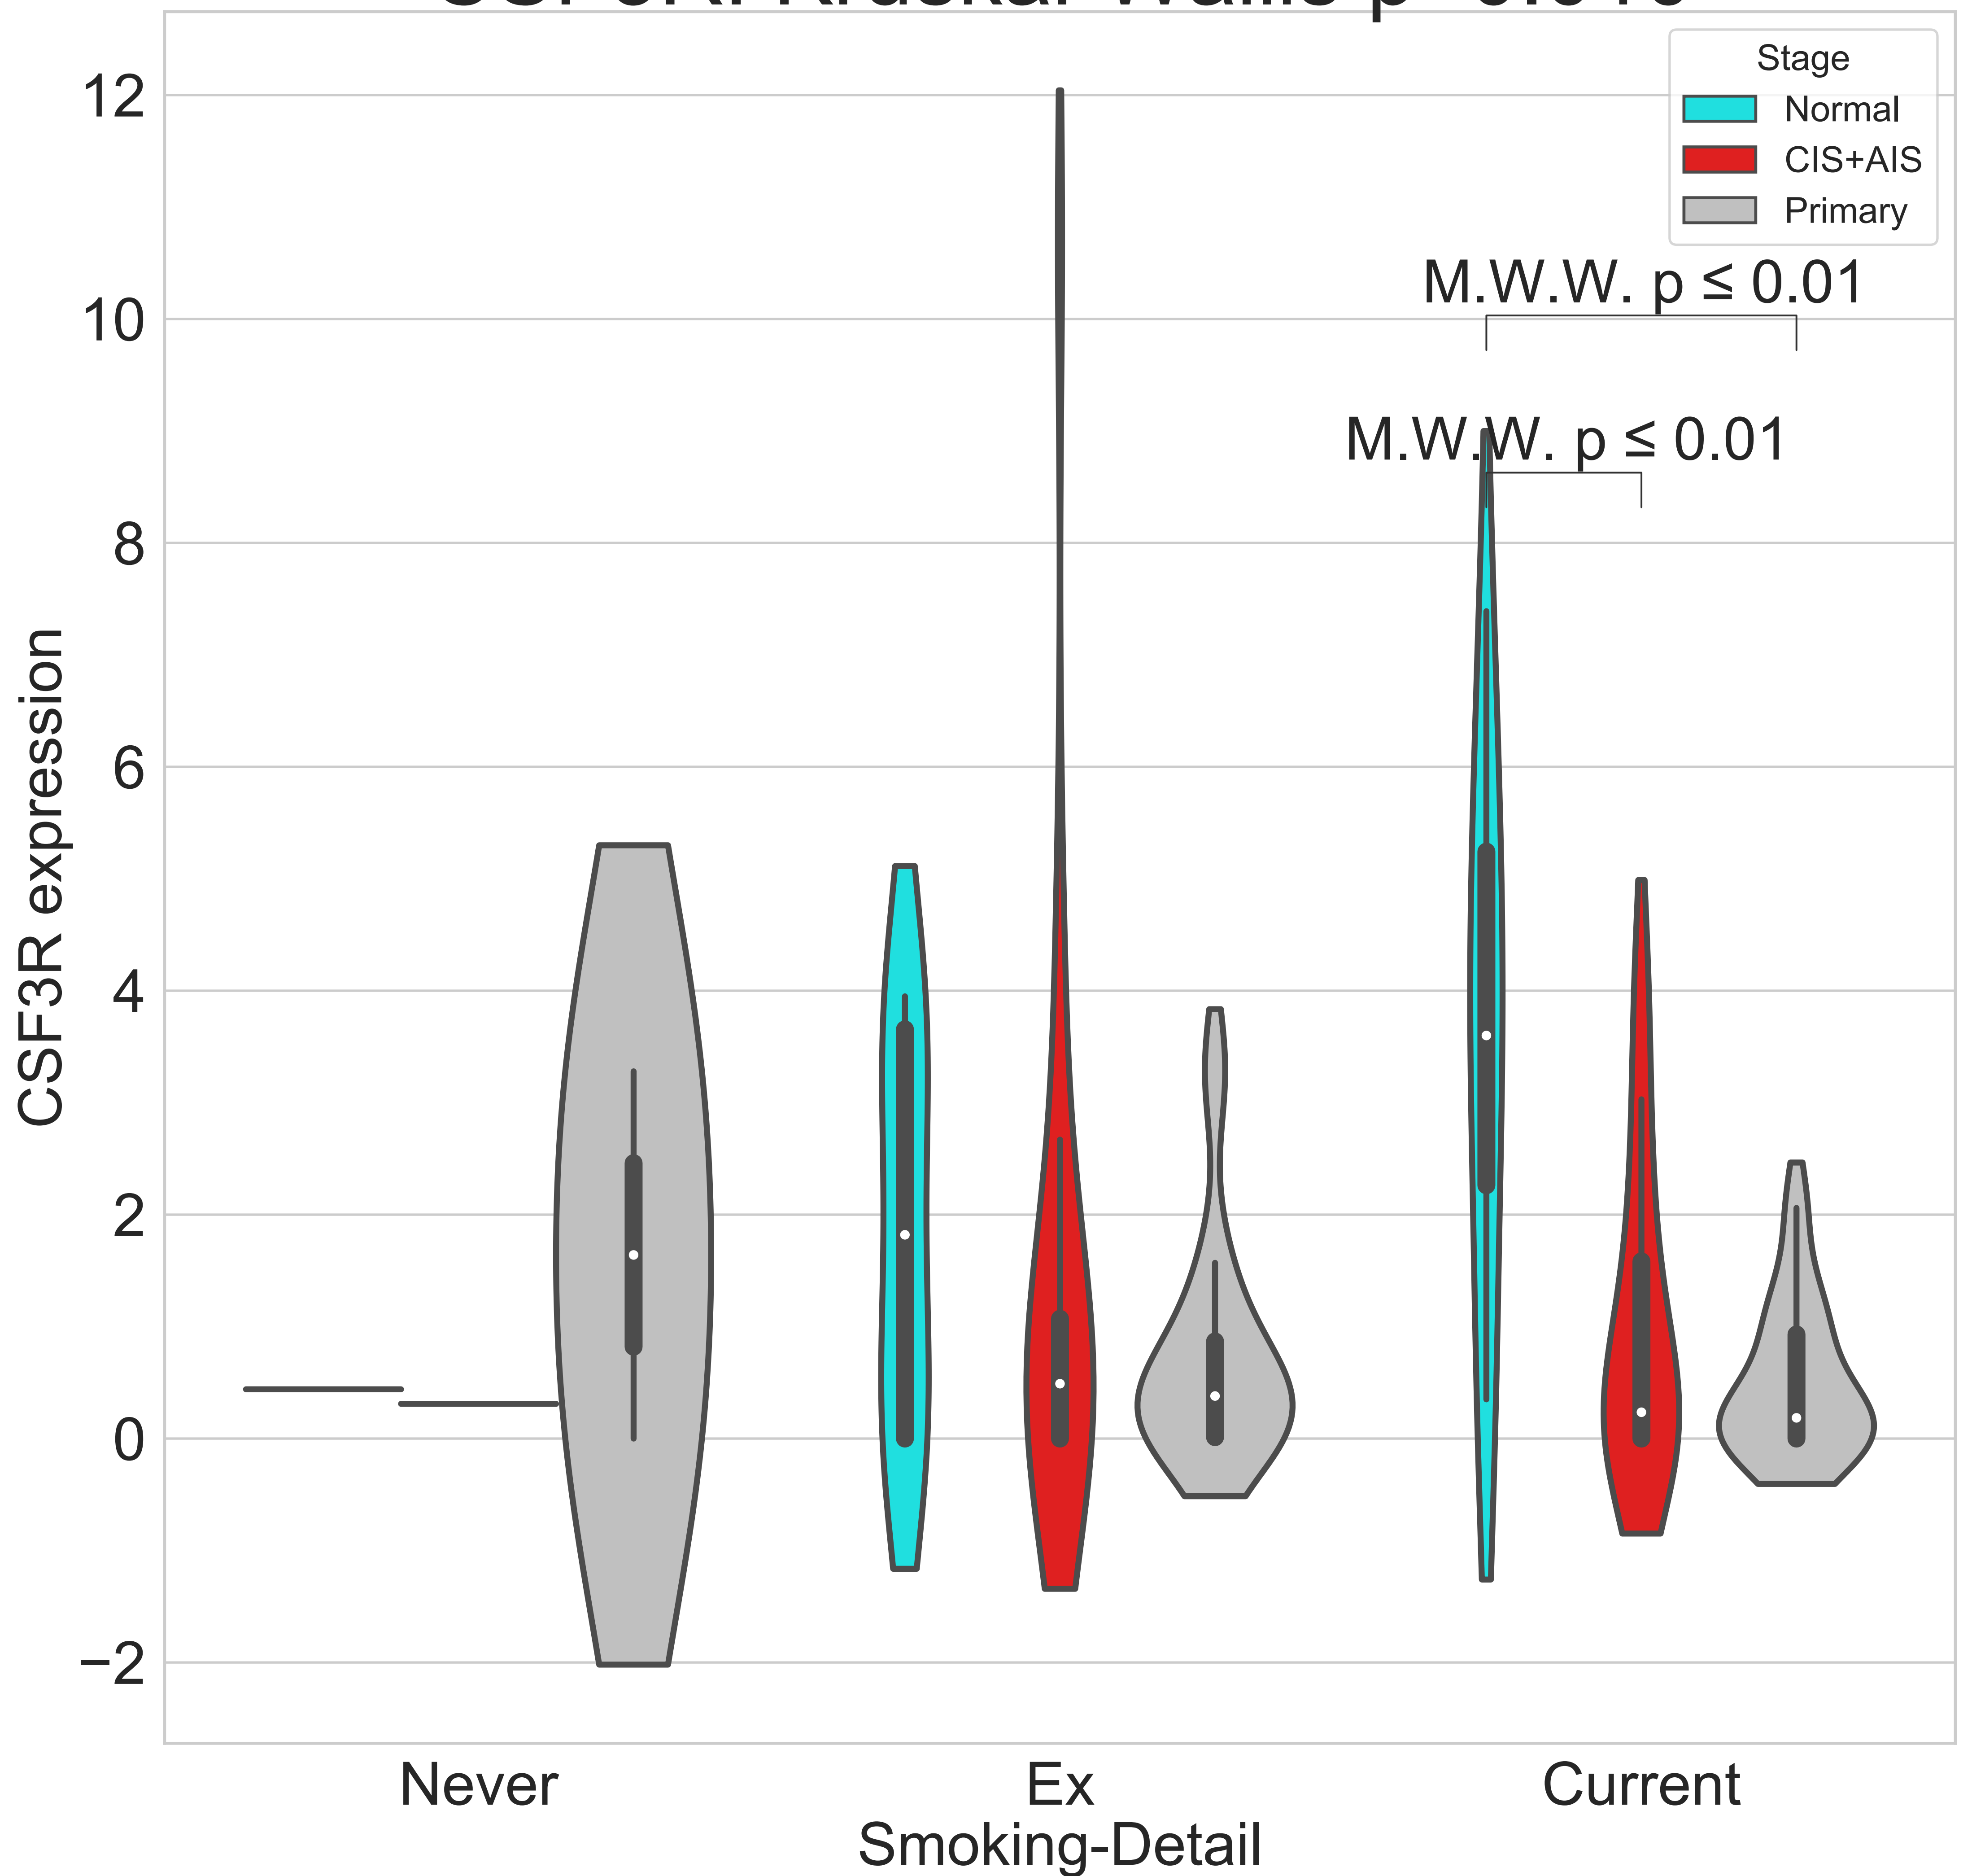 Stage
Normal
CIS+AIS
Primary
M.W.W. p ≤ 0.01
M.W.W. p ≤ 0.01
12
10
8
6
4
2
0
−2
CSF3R expression
Never
Ex
Current
Smoking-Detail